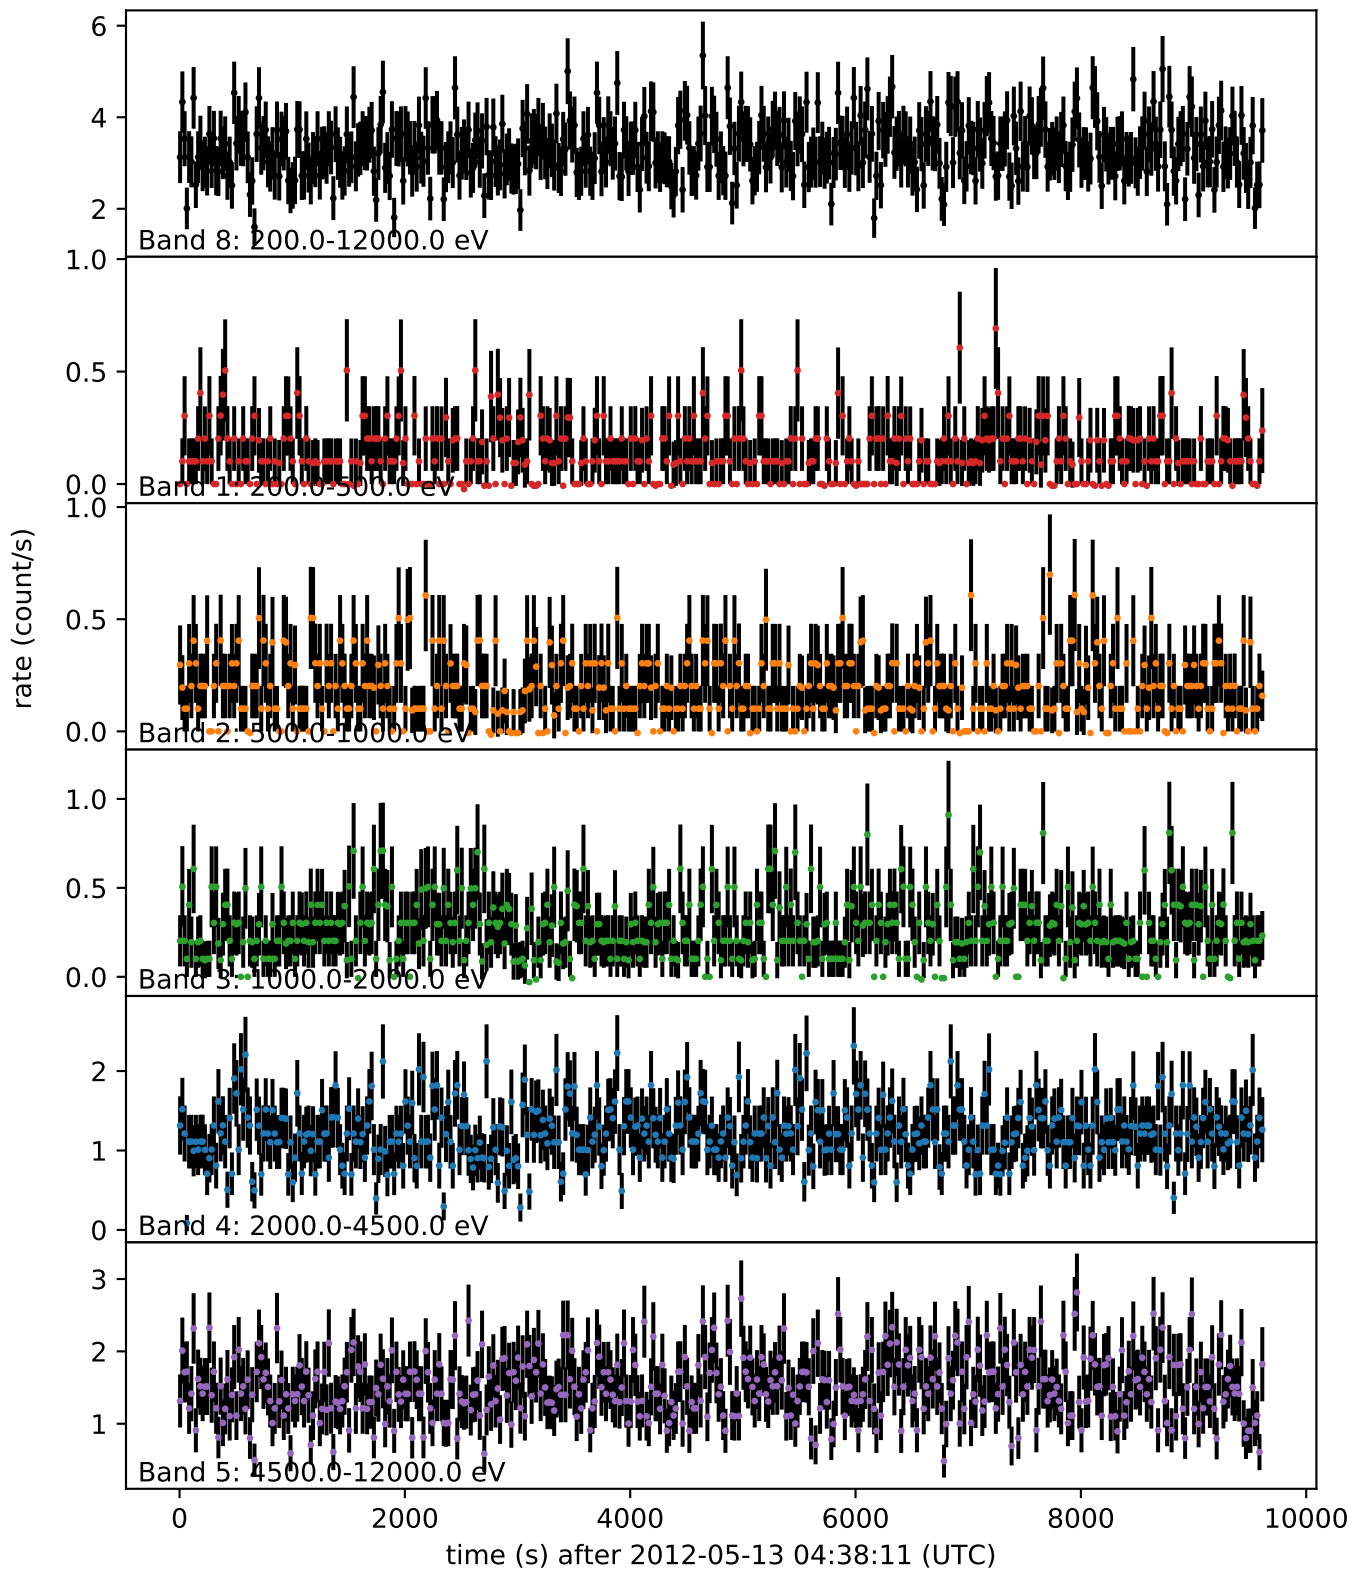 6
4
2
Band 8: 200.0-12000.0 eV
1.0
0.5
0.0
Band 1: 200.0-500.0 eV
1.0
0.5
0.0
Band 2: 500.0-1000.0 eV
rate (count/s)
1.0
0.5
0.0
Band 3: 1000.0-2000.0 eV
2
1
0
Band 4: 2000.0-4500.0 eV
3
2
1
Band 5: 4500.0-12000.0 eV
0 2000 4000 6000 8000 10000
time (s) after 2012-05-13 04:38:11 (UTC)